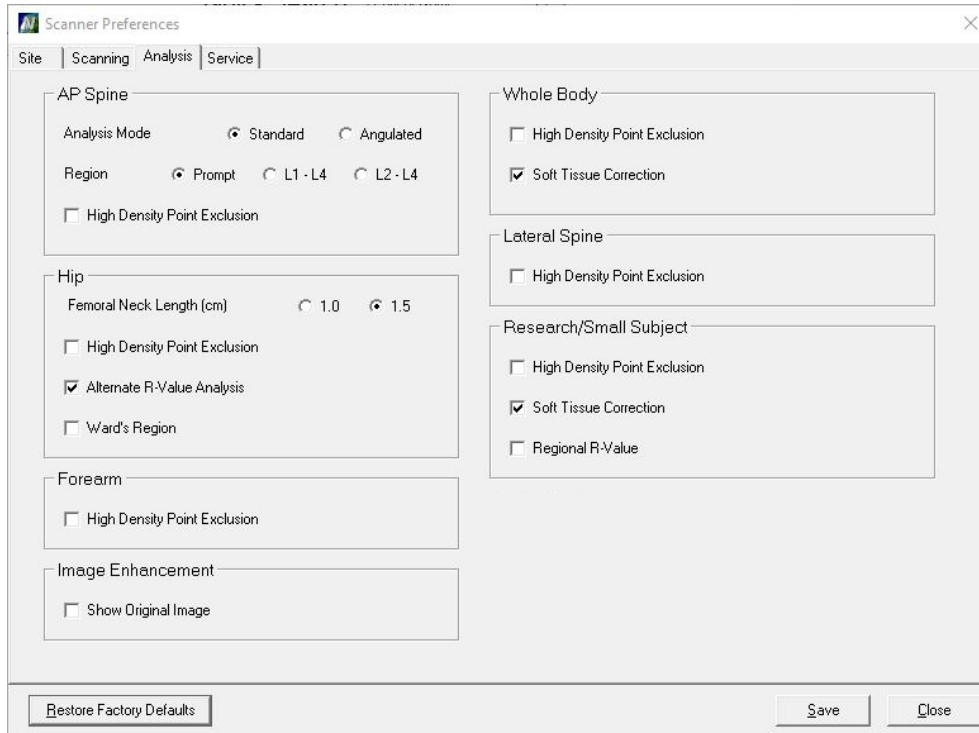 Scanner Preferences
Site Scanning Analysis Service
AP Spine
Analysis Mode Standard Angulated
Region Prompt L1 - L4 L2 - L4
High Density Point Exclusion
Hip
Femoral Neck Length (cm) 1.0 1.5
High Density Point Exclusion
Alternate R-Value Analysis
Ward's Region
Forearm
High Density Point Exclusion
Image Enhancement
Show Original Image
Whole Body
High Density Point Exclusion
Soft Tissue Correction
Lateral Spine
High Density Point Exclusion
Research/Small Subject
High Density Point Exclusion
Soft Tissue Correction
Regional R-Value
Restore Factory Defaults Save Close